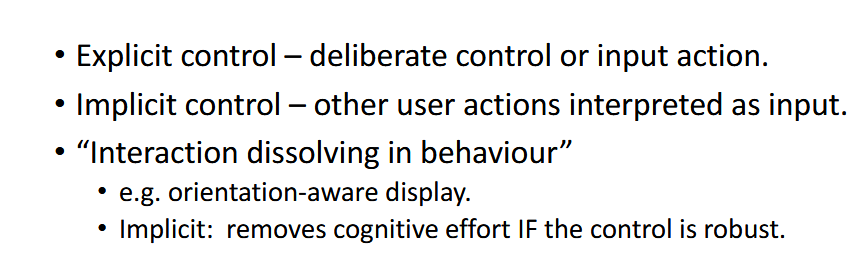 • Explicit control – deliberate control or input action.
• Implicit control – other user actions interpreted as input.
• “Interaction dissolving in behaviour”
• e.g. orientation-aware display.
• Implicit:  removes cognitive effort IF the control is robust.